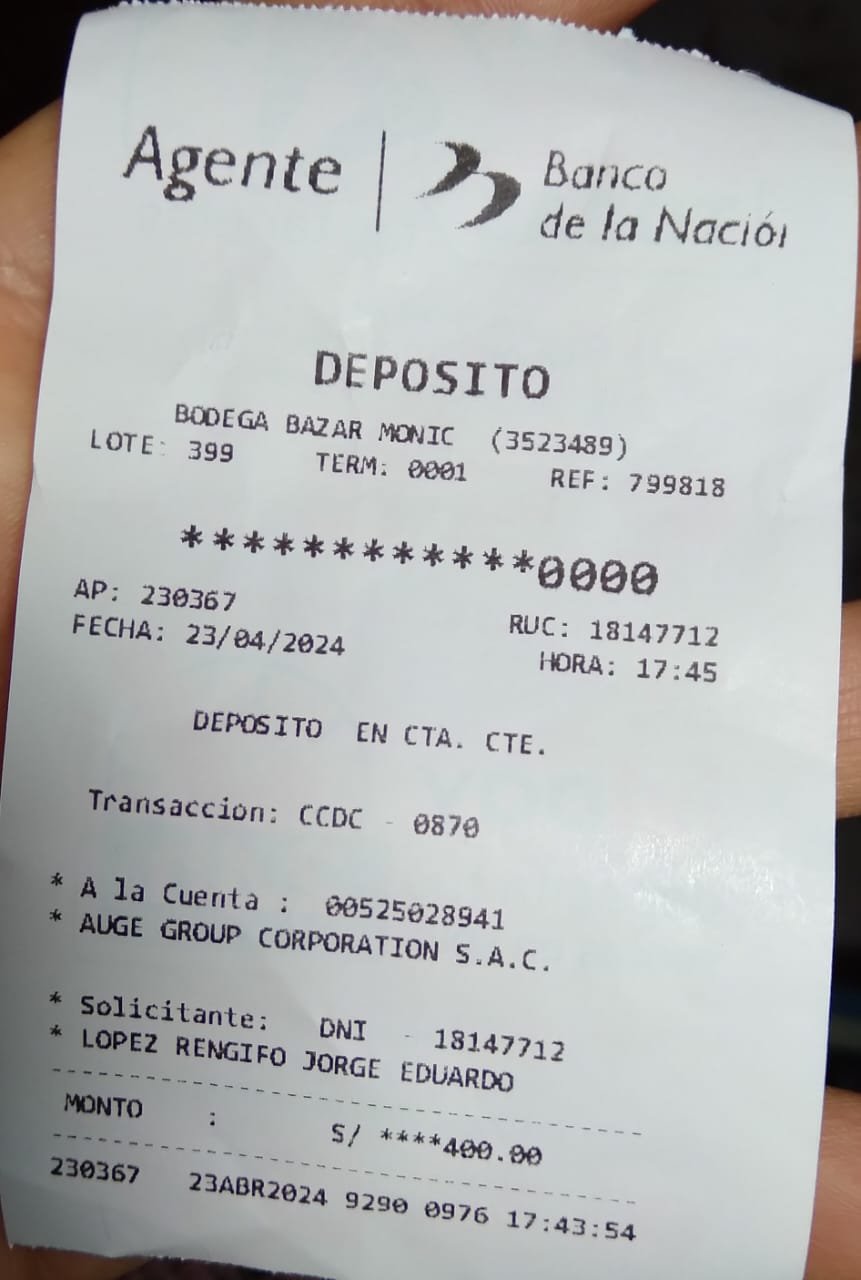 Agente | Banco
de la Nación
DEPOSITO
BODEGA BAZAR MONIC (3523489)
LOTE: 399 TERM: 0001 REF: 799818
************0000
AP: 230367 RUC: 18147712
FECHA: 23/04/2024 HORA: 17:45
DEPOSITO EN CTA. CTE.
Transaccion: CCDC - 0870
* A la Cuenta : 00525028941
* AUGE GROUP CORPORATION S.A.C.
* Solicitante: DNI - 18147712
* LOPEZ RENGIFO JORGE EDUARDO
MONTO : S/ ****400.00
230367 23ABR2024 9290 0976 17:43:54